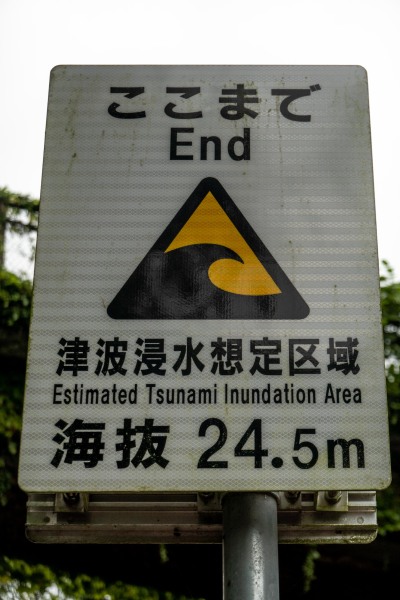 ここまで
End
津波浸水想定区域
Estimated Tsunami Inundation Area
海抜 24.5m